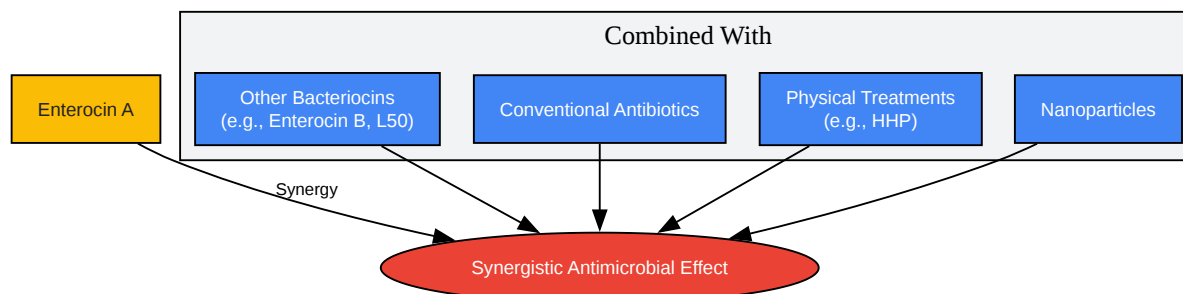 Combined With
Enterocin A
Other Bacteriocins
(e.g., Enterocin B, L50)
Conventional Antibiotics
Physical Treatments
(e.g., HHP)
Nanoparticles
Synergy
Synergistic Antimicrobial Effect